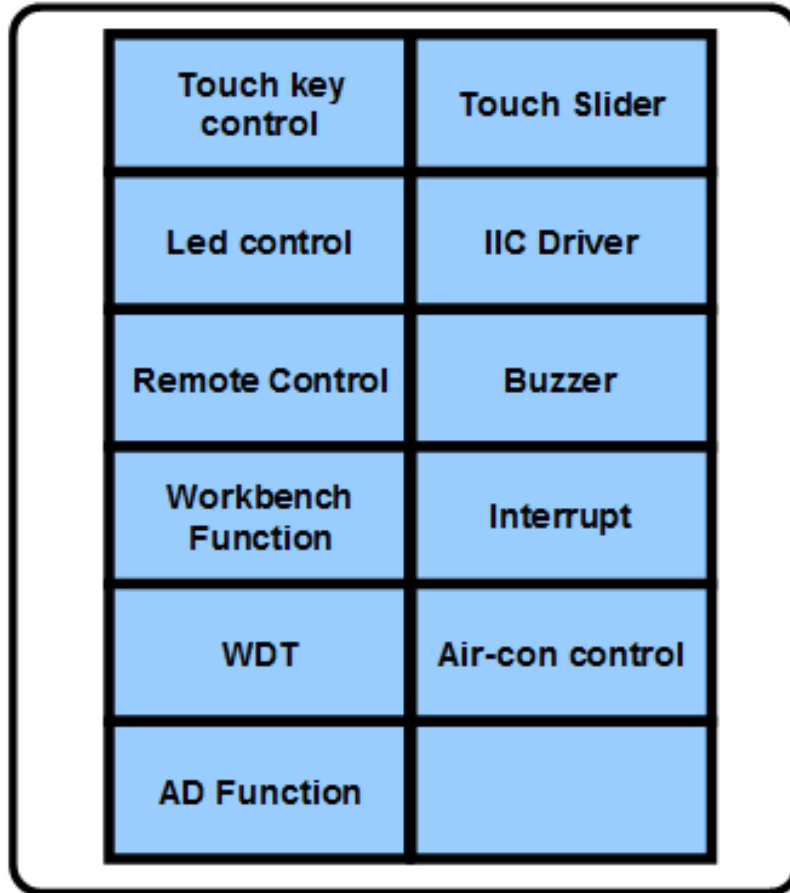 Touch key
control
Touch Slider
Led control
IIC Driver
Remote Control
Buzzer
Workbench
Function
Interrupt
WDT
Air-con control
AD Function